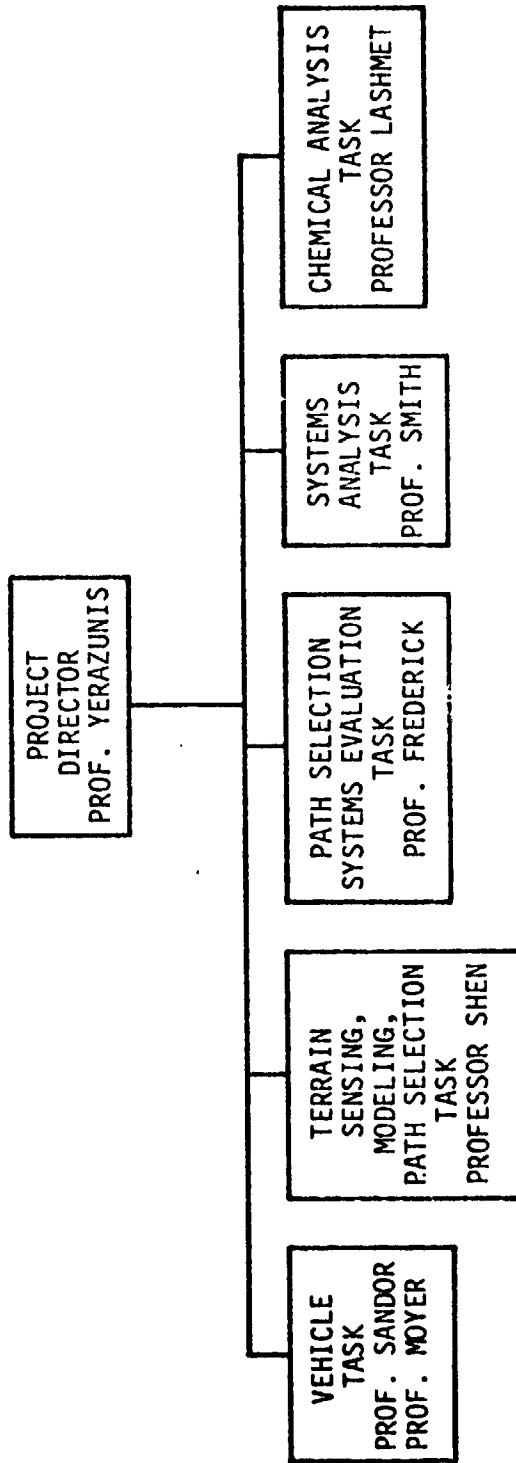 PROJECT
DIRECTOR
PROF. YERAZUNIS
VEHICLE
TASK
PROF. SANDOR
PROF. MOYER
TERRAIN
SENSING,
MODELING,
PATH SELECTION
TASK
PROFESSOR SHEN
PATH SELECTION
SYSTEMS EVALUATION
TASK
PROF. FREDERICK
SYSTEMS
ANALYSIS
TASK
PROF. SMITH
CHEMICAL ANALYSIS
TASK
PROFESSOR LASHMET